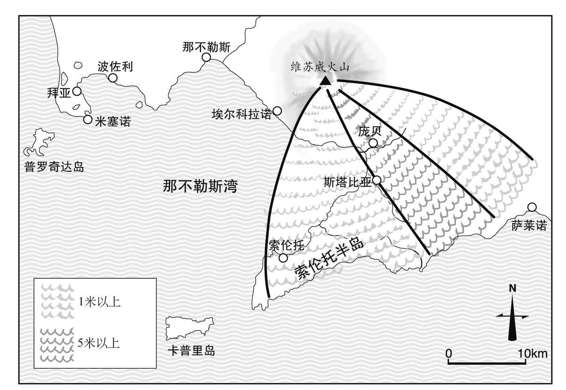 那不勒斯
维苏威火山
波佐利
拜亚
埃尔科拉诺
米塞诺
庞贝
普罗奇达岛
那不勒斯湾
斯塔比亚
萨莱诺
索伦托
索伦托半岛
1米以上
5米以上
卡普里岛
N
0
10km